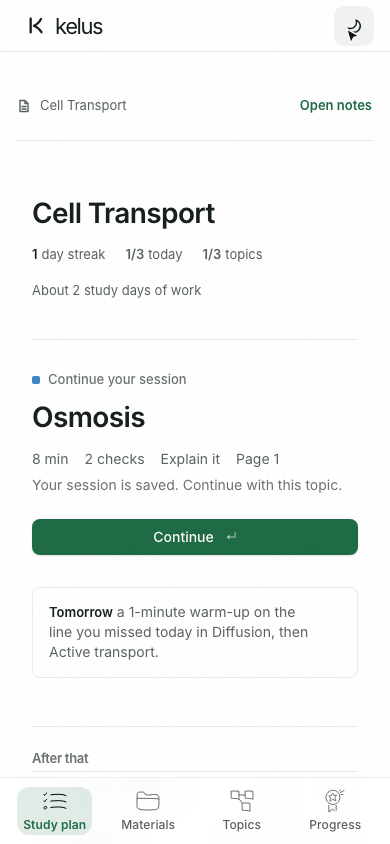 kelus
Cell Transport
Open notes
Cell Transport
1 day streak 1/3 today 1/3 topics
About 2 study days of work
Continue your session
Osmosis
8 min 2 checks Explain it Page 1
Your session is saved. Continue with this topic.
Continue ↵
Tomorrow a 1-minute warm-up on the
line you missed today in Diffusion, then
Active transport.
After that
Study plan Materials Topics Progress